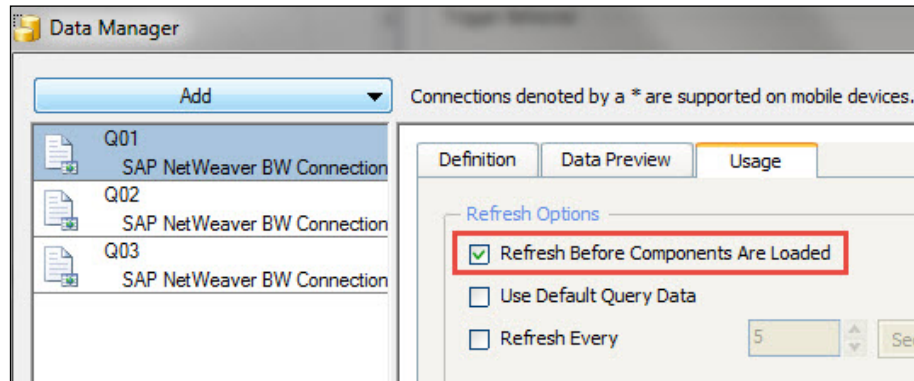 Data Manager
Add
Connections denoted by a * are supported on mobile devices.
Q01
SAP NetWeaver BW Connection
Q02
SAP NetWeaver BW Connection
Q03
SAP NetWeaver BW Connection
Definition
Data Preview
Usage
Refresh Options
Refresh Before Components Are Loaded
Use Default Query Data
Refresh Every
5